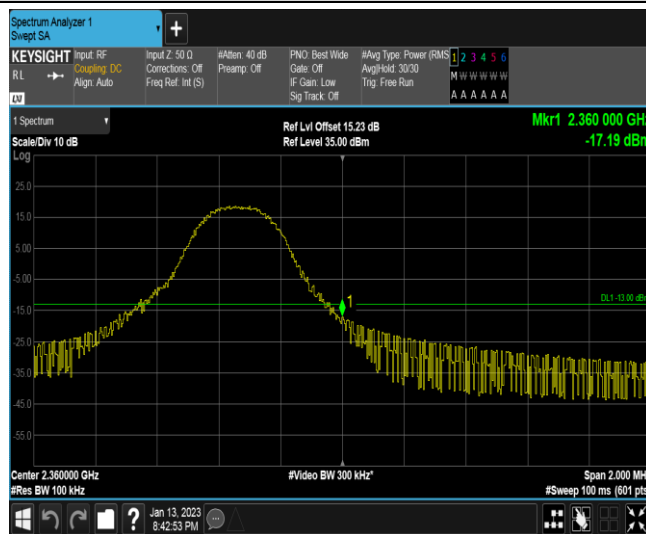 Spectrum Analyzer 1
Swept SA
+
KEYSIGHT
RL
LXI
Input: RF
Coupling: DC
Align: Auto
Input Z: 50 Ω
Corrections: Off
Freq Ref: Int (S)
#Atten: 40 dB
Preamp: Off
PNO: Best Wide
Gate: Off
IF Gain: Low
Sig Track: Off
#Avg Type: Power (RMS
Avg|Hold: 30/30
Trig: Free Run
1 2 3 4 5 6
M W W W W W
A A A A A A
1 Spectrum
Scale/Div 10 dB
Ref Lvl Offset 15.23 dB
Ref Level 35.00 dBm
Mkr1 2.360 000 GHz
-17.19 dBm
Log
25.0
15.0
5.00
-5.00
-15.0
-25.0
-35.0
-45.0
-55.0
1
DL1 -13.00 dBm
Center 2.360000 GHz
#Res BW 100 kHz
#Video BW 300 kHz*
Span 2.000 MH
#Sweep 100 ms (601 pts
?
Jan 13, 2023
8:42:53 PM